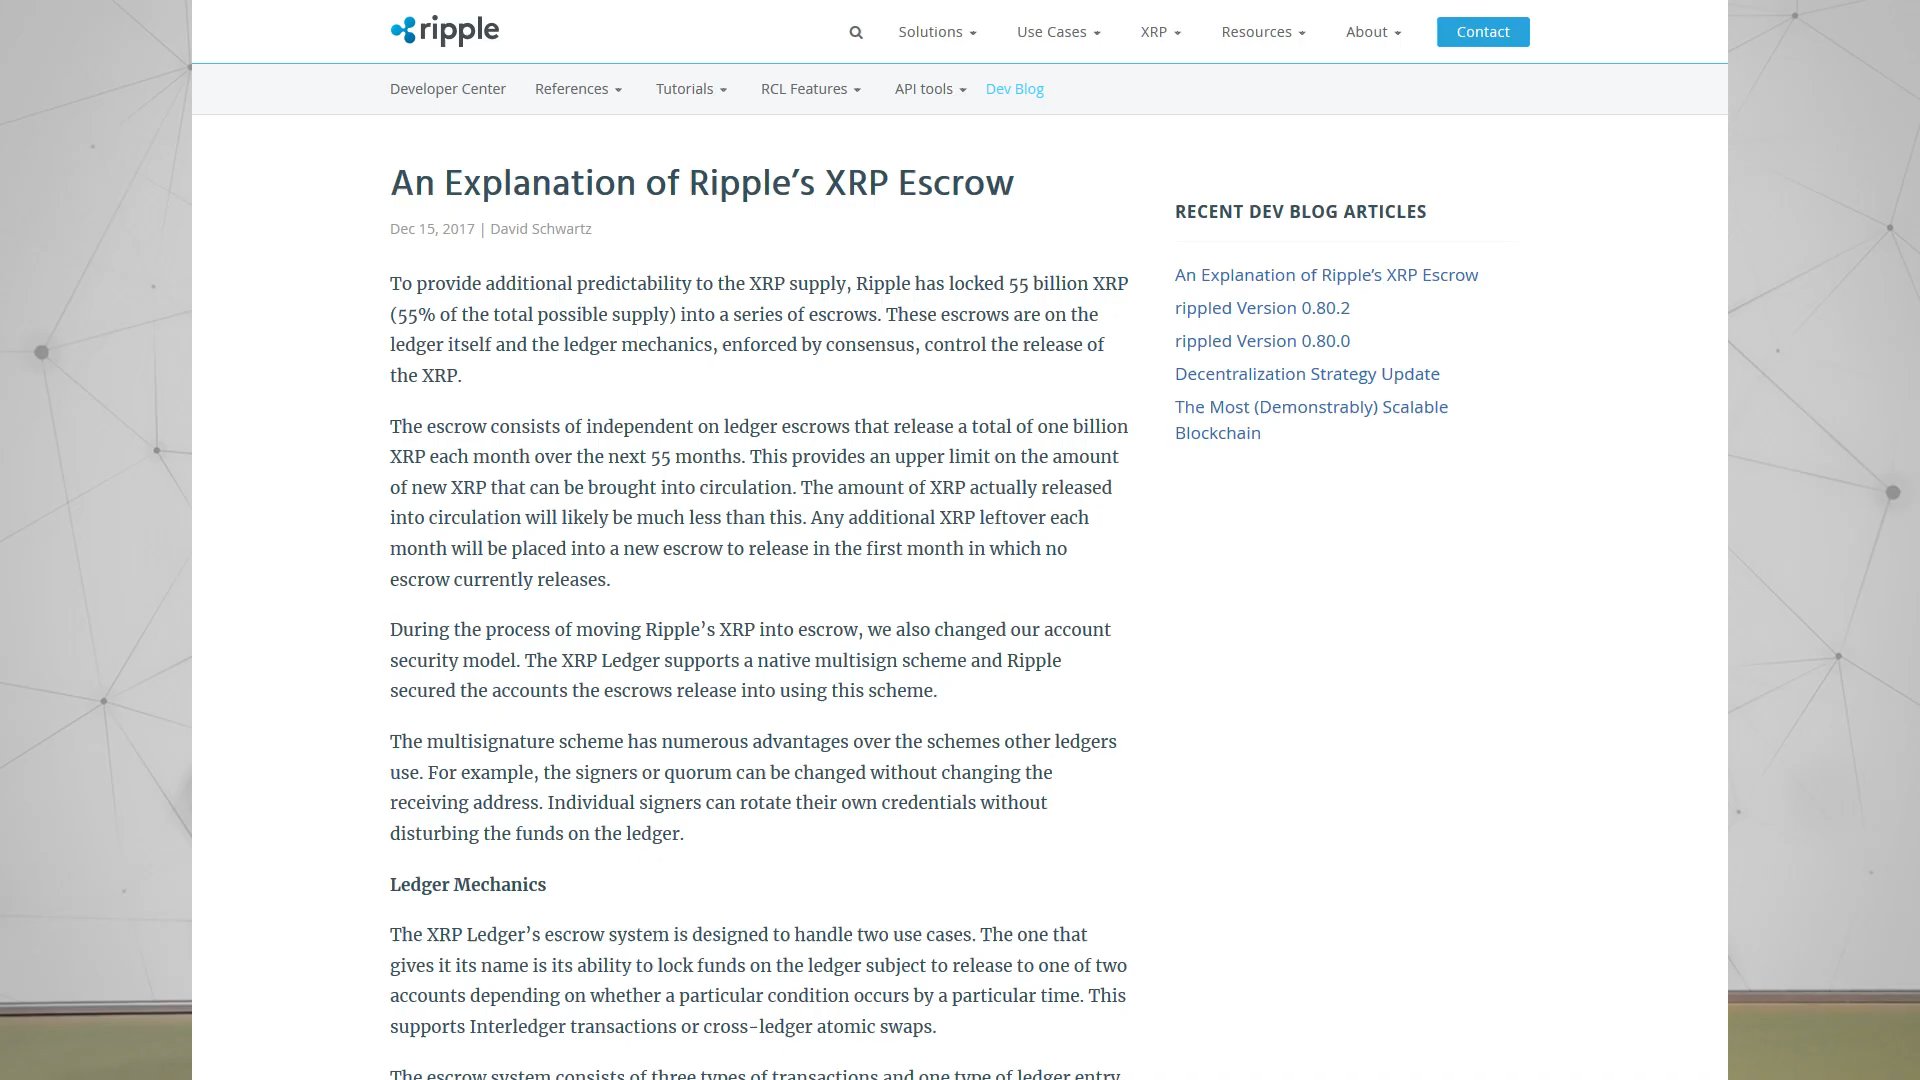 ripple
Solutions
Use Cases
XRP
Resources
About
Contact
Developer Center
References
Tutorials
RCL Features
API tools
Dev Blog
An Explanation of Ripple’s XRP Escrow
Dec 15, 2017 | David Schwartz
To provide additional predictability to the XRP supply, Ripple has locked 55 billion XRP
(55% of the total possible supply) into a series of escrows. These escrows are on the
ledger itself and the ledger mechanics, enforced by consensus, control the release of
the XRP.
The escrow consists of independent on ledger escrows that release a total of one billion
XRP each month over the next 55 months. This provides an upper limit on the amount
of new XRP that can be brought into circulation. The amount of XRP actually released
into circulation will likely be much less than this. Any additional XRP leftover each
month will be placed into a new escrow to release in the first month in which no
escrow currently releases.
During the process of moving Ripple’s XRP into escrow, we also changed our account
security model. The XRP Ledger supports a native multisign scheme and Ripple
secured the accounts the escrows release into using this scheme.
The multisignature scheme has numerous advantages over the schemes other ledgers
use. For example, the signers or quorum can be changed without changing the
receiving address. Individual signers can rotate their own credentials without
disturbing the funds on the ledger.
Ledger Mechanics
The XRP Ledger’s escrow system is designed to handle two use cases. The one that
gives it its name is its ability to lock funds on the ledger subject to release to one of two
accounts depending on whether a particular condition occurs by a particular time. This
supports Interledger transactions or cross-ledger atomic swaps.
The escrow system consists of three types of transactions and one type of ledger entry.
RECENT DEV BLOG ARTICLES
An Explanation of Ripple’s XRP Escrow
rippled Version 0.80.2
rippled Version 0.80.0
Decentralization Strategy Update
The Most (Demonstrably) Scalable
Blockchain